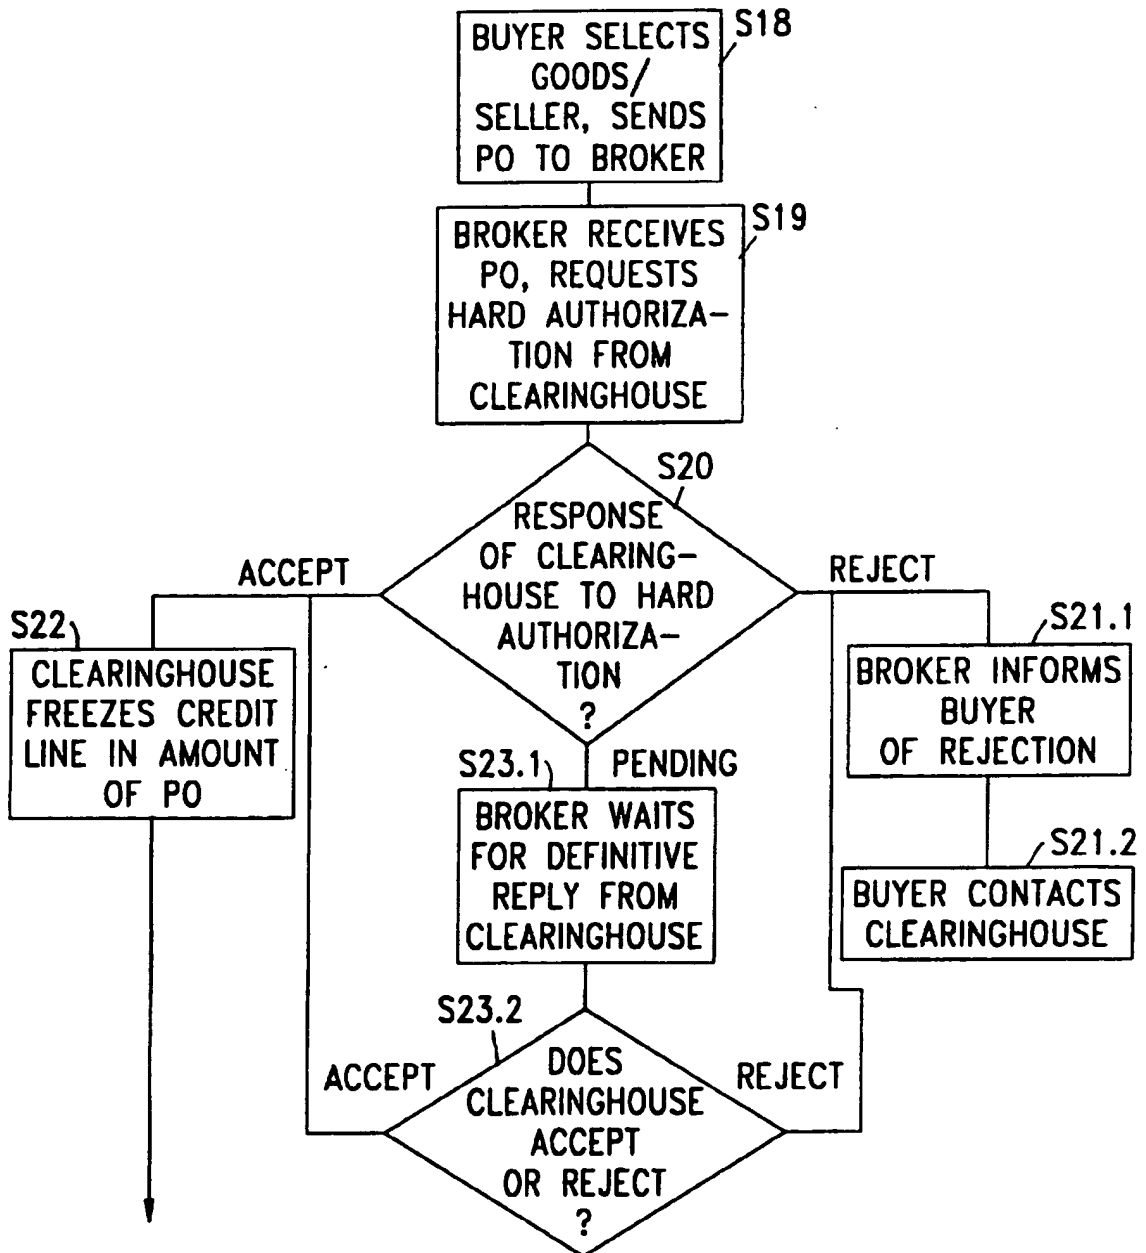 BUYER SELECTS
GOODS/
SELLER, SENDS
PO TO BROKER
S18
BROKER RECEIVES
PO, REQUESTS
HARD AUTHORIZA-
TION FROM
CLEARINGHOUSE
S19
S20
RESPONSE
OF CLEARING-
HOUSE TO HARD
AUTHORIZA-
TION
?
ACCEPT
REJECT
S22
CLEARINGHOUSE
FREEZES CREDIT
LINE IN AMOUNT
OF PO
S21.1
BROKER INFORMS
BUYER
OF REJECTION
S23.1
PENDING
BROKER WAITS
FOR DEFINITIVE
REPLY FROM
CLEARINGHOUSE
S21.2
BUYER CONTACTS
CLEARINGHOUSE
S23.2
ACCEPT
DOES
CLEARINGHOUSE
ACCEPT
OR REJECT
?
REJECT